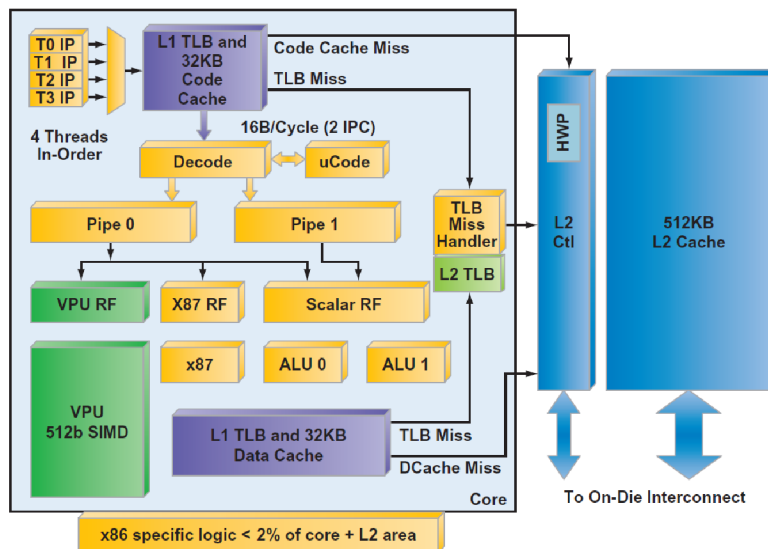 T0 IP
T1 IP
T2 IP
T3 IP
L1 TLB and
32KB
Code
Cache
Code Cache Miss
TLB Miss
4 Threads
In-Order
16B/Cycle (2 IPC)
Decode
uCode
Pipe 0
Pipe 1
TLB
Miss
Handler
L2 TLB
HWP
L2
Ctl
512KB
L2 Cache
VPU RF
X87 RF
Scalar RF
VPU
512b SIMD
x87
ALU 0
ALU 1
L1 TLB and 32KB
Data Cache
TLB Miss
DCache Miss
Core
To On-Die Interconnect
x86 specific logic < 2% of core + L2 area